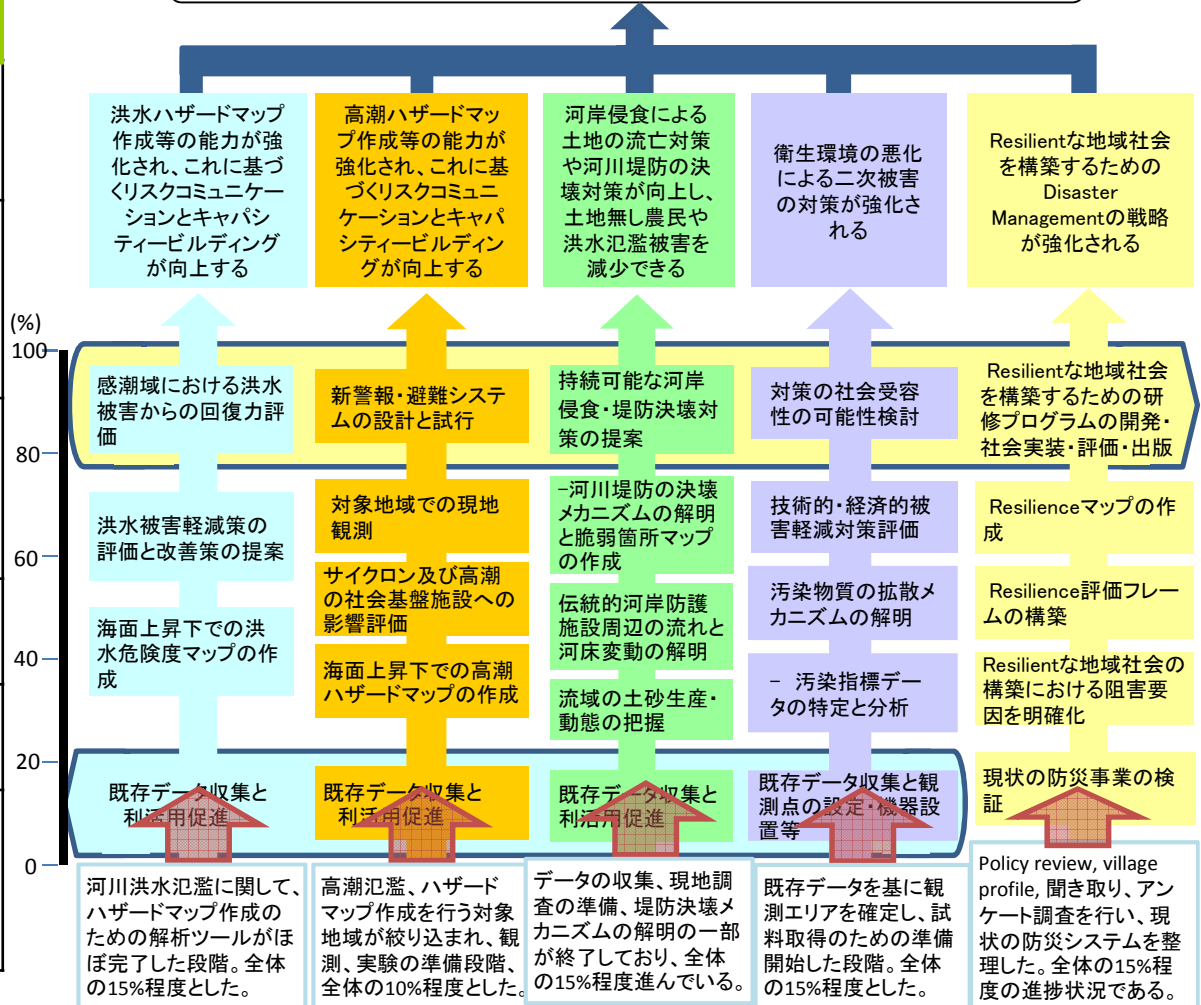 洪水ハザードマップ
作成等の能力が強
化され、これに基づ
くリスクコミュニケー
ションとキャパシ
ティービルディング
が向上する
高潮ハザードマッ
プ作成等の能力が
強化され、これに基
づくリスクコミュニ
ケーションとキャパ
シティービルディン
グが向上する
河岸侵食による
土地の流亡対策
や河川堤防の決
壊対策が向上し、
土地無し農民や
洪水氾濫被害を
減少できる
衛生環境の悪化
による二次被害
の対策が強化さ
れる
Resilientな地域社会
を構築するための
Disaster
Managementの戦略
が強化される
(%)
100
80
60
40
20
0
感潮域における洪水
被害からの回復力評
価
新警報・避難システ
ムの設計と試行
持続可能な河岸
侵食・堤防決壊対
策の提案
対策の社会受容
性の可能性検討
Resilientな地域社会
を構築するための研
修プログラムの開発・
社会実装・評価・出版
洪水被害軽減策の
評価と改善策の提案
対象地域での現地
観測
−河川堤防の決壊
メカニズムの解明
と脆弱箇所マップ
の作成
技術的・経済的被
害軽減対策評価
Resilienceマップの作
成
サイクロン及び高潮
の社会基盤施設への
影響評価
伝統的河岸防護
施設周辺の流れと
河床変動の解明
汚染物質の拡散メ
カニズムの解明
Resilience評価フレー
ムの構築
海面上昇下での洪
水危険度マップの作
成
海面上昇下での高潮
ハザードマップの作成
流域の土砂生産・
動態の把握
− 汚染指標デー
タの特定と分析
Resilientな地域社会の
構築における阻害要
因を明確化
既存データ収集と
利活用促進
既存データ収集と
利活用促進
既存データ収集と
利活用促進
既存データ収集と観
測点の設定・機器設
置等
現状の防災事業の検
証
河川洪水氾濫に関して、
ハザードマップ作成の
ための解析ツールがほ
ぼ完了した段階。全体
の15%程度とした。
高潮氾濫、ハザード
マップ作成を行う対象
地域が絞り込まれ、観
測、実験の準備段階、
全体の10%程度とした。
データの収集、現地調
査の準備、堤防決壊メ
カニズムの解明の一部
が終了しており、全体
の15%程度進んでいる。
既存データを基に観
測エリアを確定し、試
料取得のための準備
開始した段階。全体
の15%程度とした。
Policy review, village
profile, 聞き取り、アン
ケート調査を行い、現
状の防災システムを整
理した。全体の15%程
度の進捗状況である。